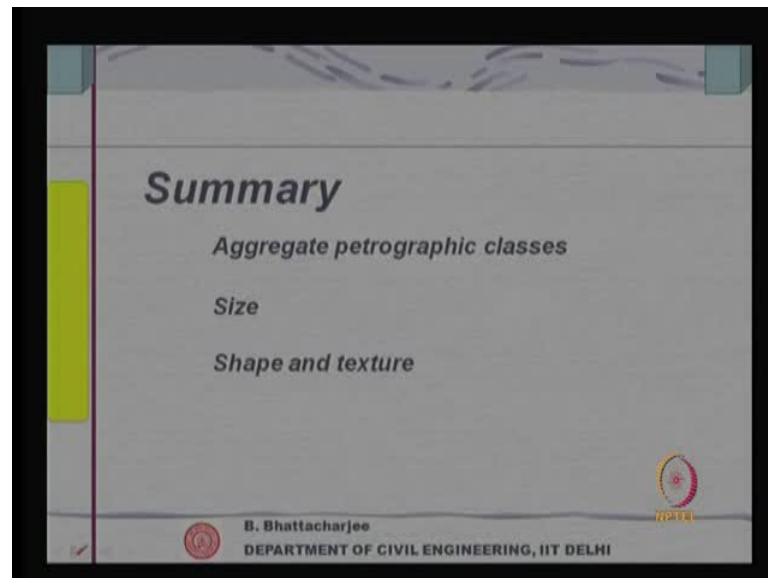 Summary
Aggregate petrographic classes
Size
Shape and texture
NPTEL
B. Bhattacharjee
DEPARTMENT OF CIVIL ENGINEERING, IIT DELHI